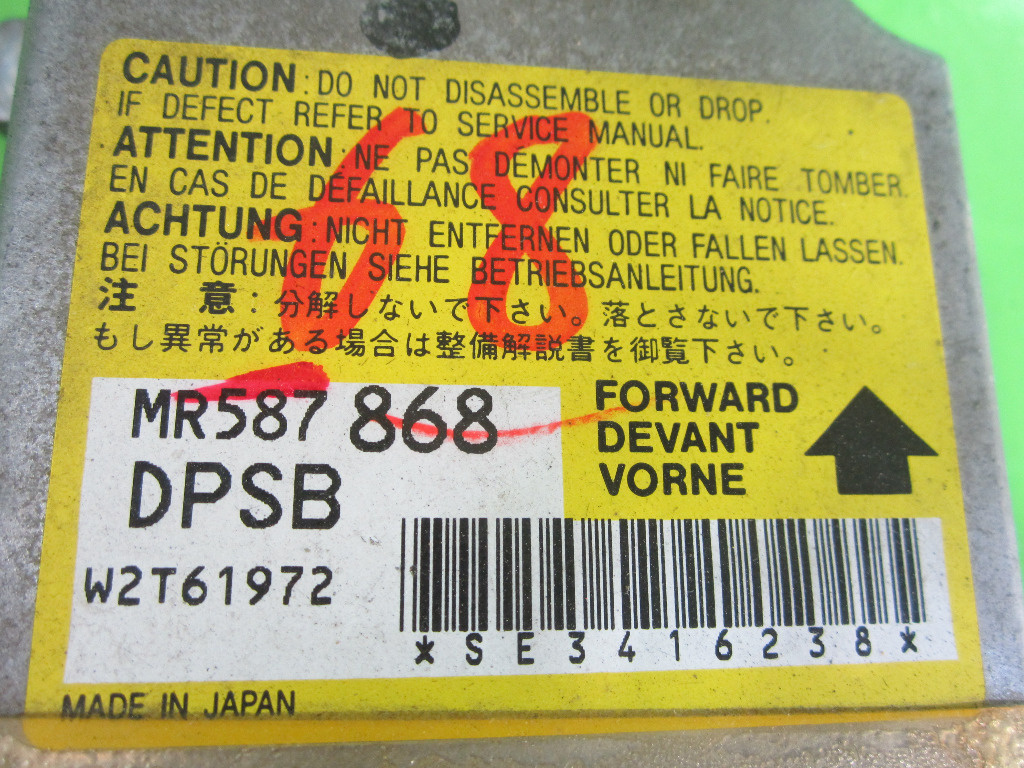 CAUTION:DO NOT DISASSEMBLE OR DROP.
IF DEFECT REFER TO SERVICE MANUAL.
ATTENTION:NE PAS DÉMONTER NI FAIRE TOMBER.
EN CAS DE DÉFAILLANCE CONSULTER LA NOTICE.
ACHTUNG:NICHT ENTFERNEN ODER FALLEN LASSEN.
BEI STÖRUNGEN SIEHE BETRIEBSANLEITUNG.
注 意:分解しないで下さい。落とさないで下さい。
もし異常がある場合は整備解説書を御覧下さい。
68
MR587 868
DPSB
FORWARD
DEVANT
VORNE
W2T61972
*SE3416238*
MADE IN JAPAN